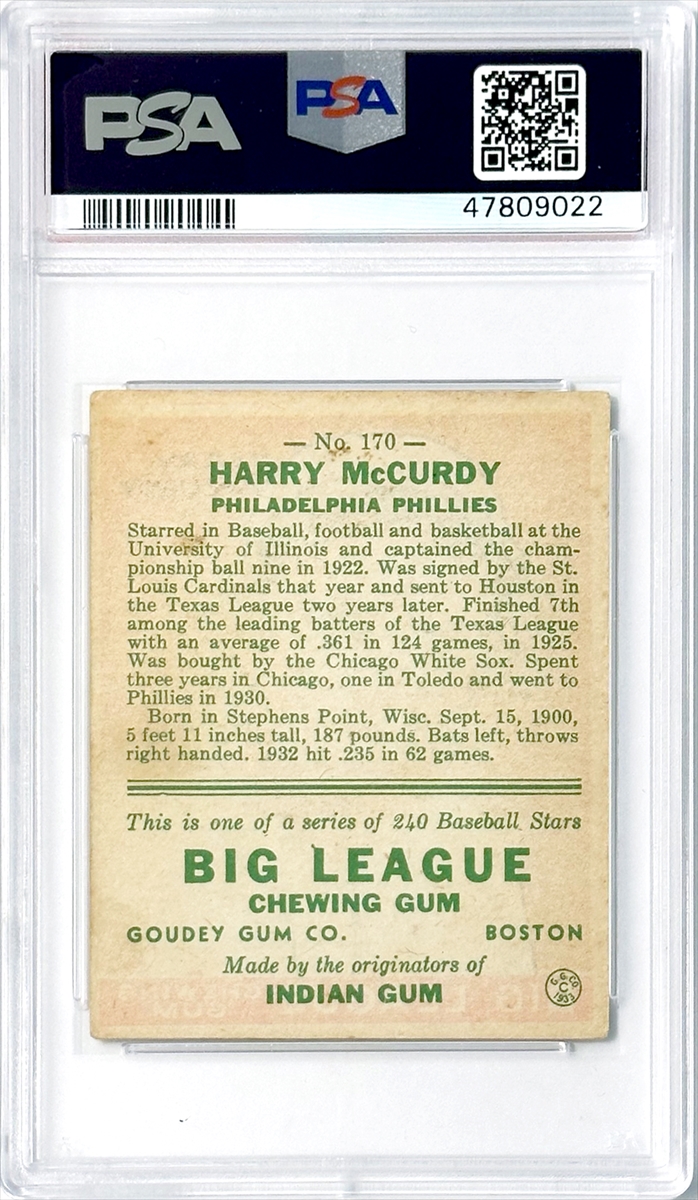 PSA
PSA
47809022
— No. 170 —
HARRY McCURDY
PHILADELPHIA PHILLIES
Starred in Baseball, football and basketball at the
University of Illinois and captained the cham-
pionship ball nine in 1922. Was signed by the St.
Louis Cardinals that year and sent to Houston in
the Texas League two years later. Finished 7th
among the leading batters of the Texas League
with an average of .361 in 124 games, in 1925.
Was bought by the Chicago White Sox. Spent
three years in Chicago, one in Toledo and went to
Phillies in 1930.
Born in Stephens Point, Wisc. Sept. 15, 1900,
5 feet 11 inches tall, 187 pounds. Bats left, throws
right handed. 1932 hit .235 in 62 games.
This is one of a series of 240 Baseball Stars
BIG LEAGUE
CHEWING GUM
GOUDEY GUM CO. BOSTON
Made by the originators of
INDIAN GUM
G.G.CO.
C
1933